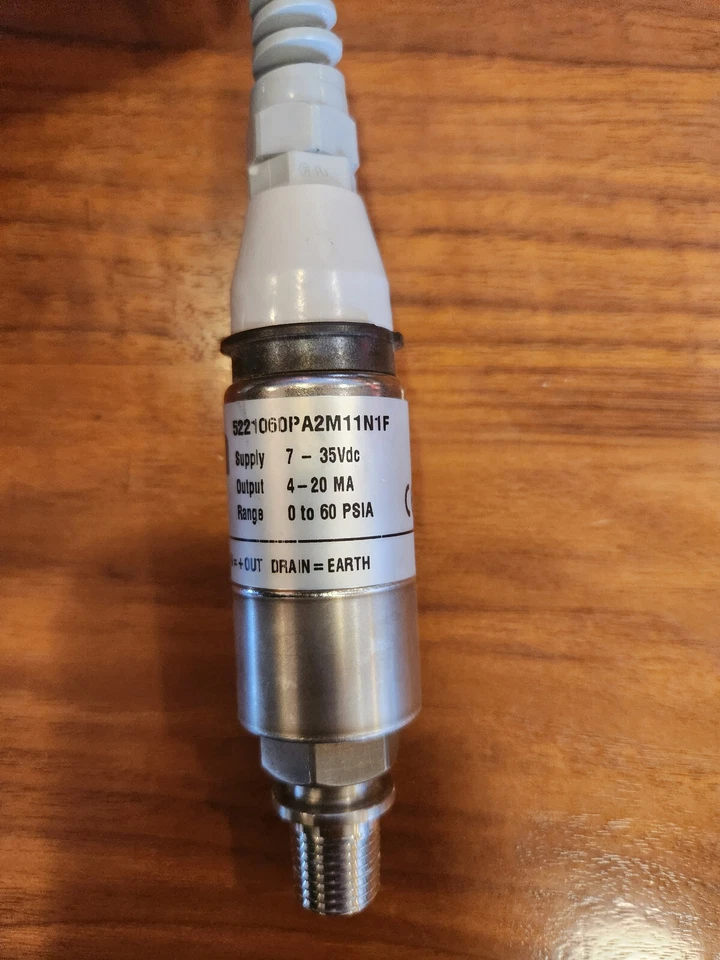 5221060PA2M11N1F
Supply 7 - 35Vdc
Output 4-20 MA
Range 0 to 60 PSIA
=+OUT DRAIN=EARTH